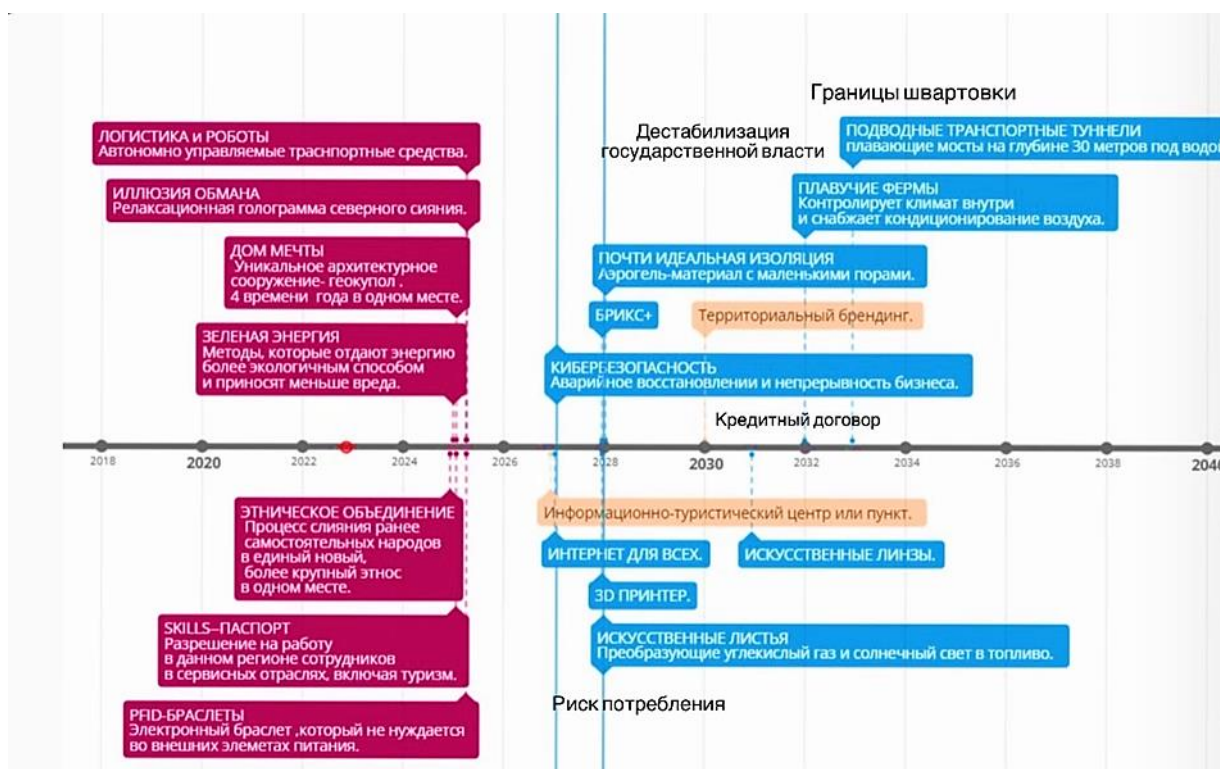 Границы швартовки
Дестабилизация
государственной власти
ЛОГИСТИКА и РОБОТЫ
Автономно управляемые траснпортные средства.
ПОДВОДНЫЕ ТРАНСПОРТНЫЕ ТУННЕЛИ
плавающие мосты на глубине 30 метров под водо
ИЛЛЮЗИЯ ОБМАНА
Релаксационная голограмма северного сияния.
ПЛАВУЧИЕ ФЕРМЫ
Контролирует климат внутри
и снабжает кондиционирование воздуха.
ДОМ МЕЧТЫ
Уникальное архитектурное
сооружение- геокупол .
4 времени года в одном месте.
ПОЧТИ ИДЕАЛЬНАЯ ИЗОЛЯЦИЯ
Аэрогель-материал с маленькими порами.
БРИКС+
Территориальный брендинг.
ЗЕЛЕНАЯ ЭНЕРГИЯ
Методы, которые отдают энергию
более экологичным способом
и приносят меньше вреда.
КИБЕРБЕЗОПАСНОСТЬ
Аварийное восстановлении и непрерывность бизнеса.
Кредитный договор
2018 2020 2022 2024 2026 2028 2030 2032 2034 2036 2038 2040
ЭТНИЧЕСКОЕ ОБЪЕДИНЕНИЕ
Процесс слияния ранее
самостоятельных народов
в единый новый,
более крупный этнос
в одном месте.
Информационно-туристический центр или пункт.
ИНТЕРНЕТ ДЛЯ ВСЕХ.
ИСКУССТВЕННЫЕ ЛИНЗЫ.
3D ПРИНТЕР.
SKILLS–ПАСПОРТ
Разрешение на работу
в данном регионе сотрудников
в сервисных отраслях, включая туризм.
ИСКУССТВЕННЫЕ ЛИСТЬЯ
Преобразующие углекислый газ и солнечный свет в топливо.
Риск потребления
PFID-БРАСЛЕТЫ
Электронный браслет ,который не нуждается
во внешних элеметах питания.